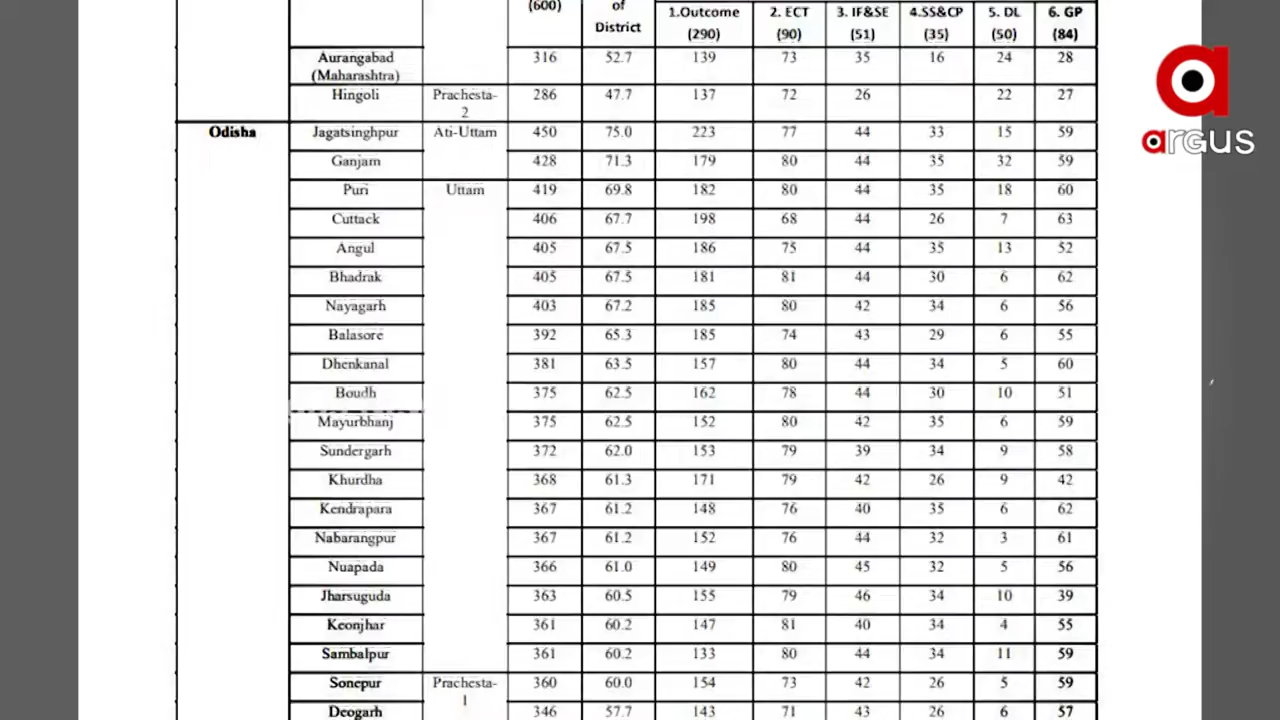 (600) of District 1.Outcome (290) 2. ECT (90) 3. IF&SE (51) 4.SS&CP (35) 5. DL (50) 6. GP (84)
Aurangabad (Maharashtra) 316 52.7 139 73 35 16 24 28
Hingoli Prachesta-2 286 47.7 137 72 26 22 27
Odisha Jagatsinghpur Ati-Uttam 450 75.0 223 77 44 33 15 59
Ganjam 428 71.3 179 80 44 35 32 59
Puri Uttam 419 69.8 182 80 44 35 18 60
Cuttack 406 67.7 198 68 44 26 7 63
Angul 405 67.5 186 75 44 35 13 52
Bhadrak 405 67.5 181 81 44 30 6 62
Nayagarh 403 67.2 185 80 42 34 6 56
Balasore 392 65.3 185 74 43 29 6 55
Dhenkanal 381 63.5 157 80 44 34 5 60
Boudh 375 62.5 162 78 44 30 10 51
Mayurbhanj 375 62.5 152 80 42 35 6 59
Sundergarh 372 62.0 153 79 39 34 9 58
Khurdha 368 61.3 171 79 42 26 9 42
Kendrapara 367 61.2 148 76 40 35 6 62
Nabarangpur 367 61.2 152 76 44 32 3 61
Nuapada 366 61.0 149 80 45 32 5 56
Jharsuguda 363 60.5 155 79 46 34 10 39
Keonjhar 361 60.2 147 81 40 34 4 55
Sambalpur 361 60.2 133 80 44 34 11 59
Sonepur Prachesta-1 360 60.0 154 73 42 26 5 59
Deogarh 346 57.7 143 71 43 26 6 57
argus